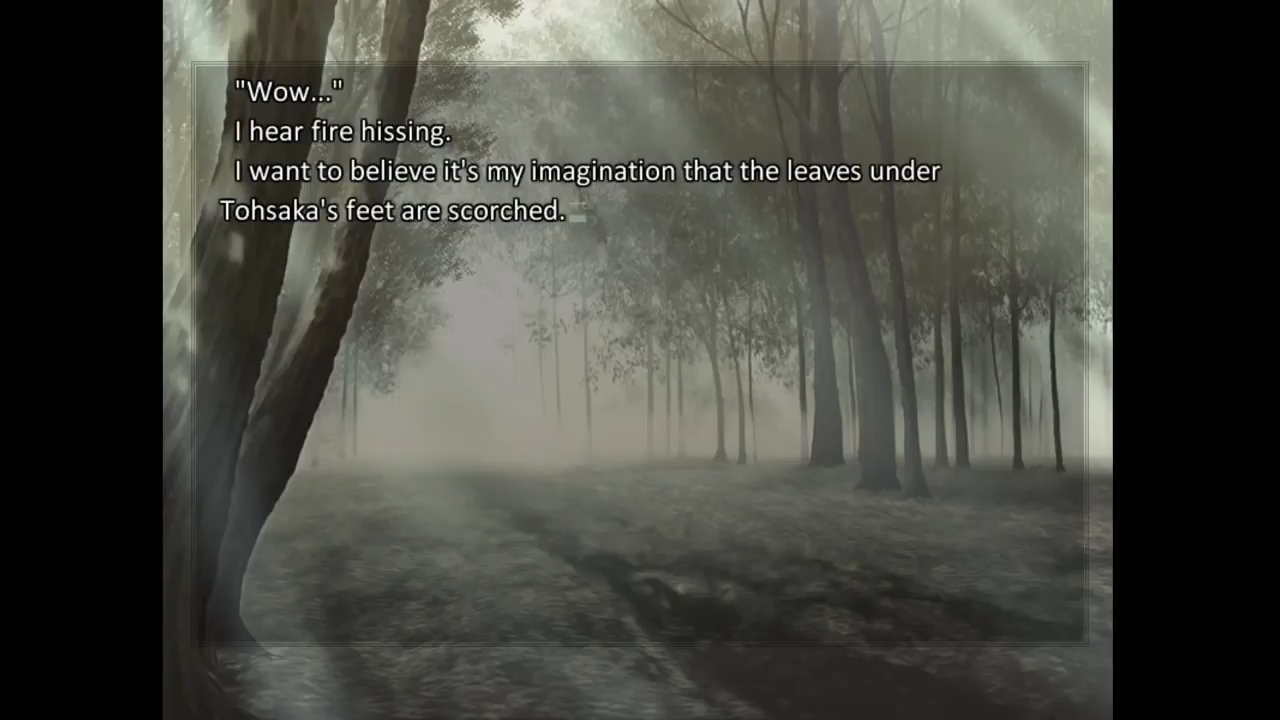 "Wow..."
I hear fire hissing.
I want to believe it's my imagination that the leaves under
Tohsaka's feet are scorched.